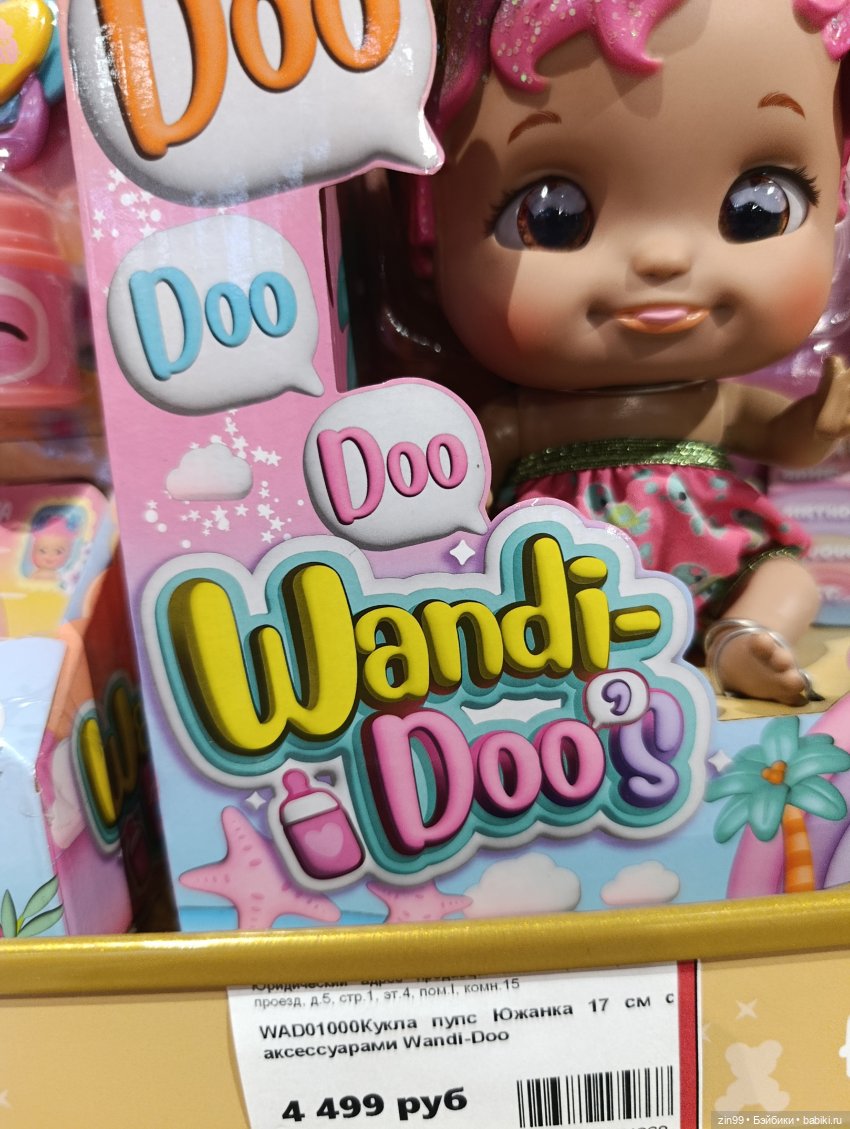 Doo
Doo
Doo
Wandi-
Doo's
проезд, д.5, стр.1, эт.4, пом.I, комн.15
WAD01000Кукла пупс Южанка 17 см с
аксессуарами Wandi-Doo
4 499 руб
zin99 • Бэйбики • babiki.ru